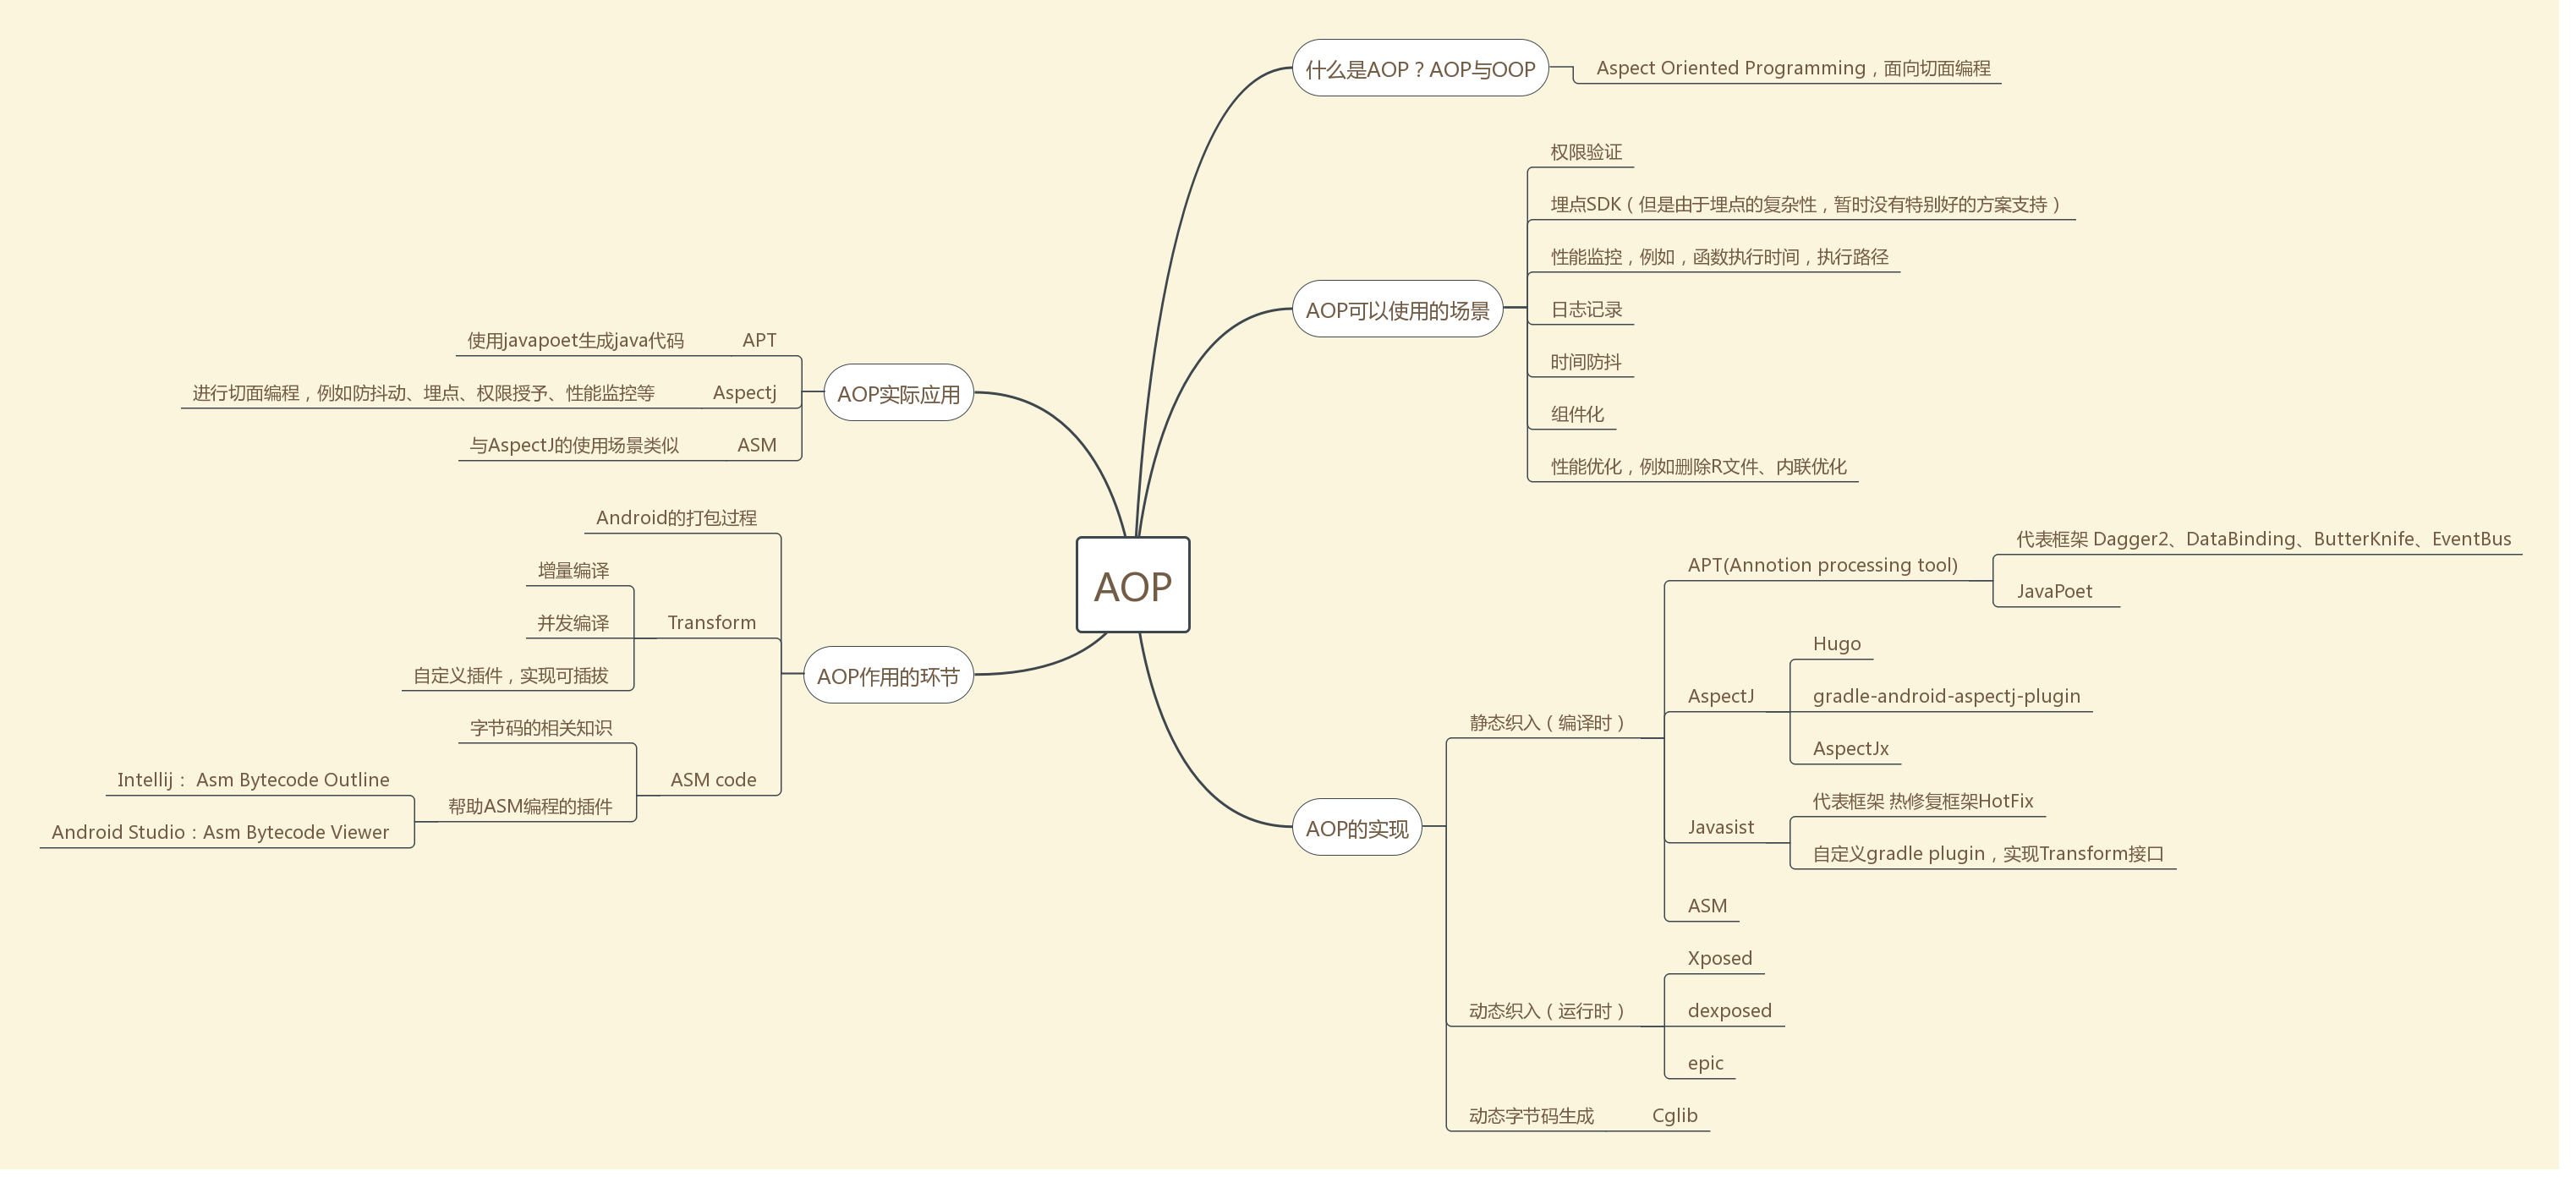 AOP
什么是AOP？AOP与OOP
Aspect Oriented Programming，面向切面编程
AOP可以使用的场景
权限验证
埋点SDK（但是由于埋点的复杂性，暂时没有特别好的方案支持）
性能监控，例如，函数执行时间，执行路径
日志记录
时间防抖
组件化
性能优化，例如删除R文件、内联优化
AOP的实现
静态织入（编译时）
APT(Annotion processing tool)
代表框架 Dagger2、DataBinding、ButterKnife、EventBus
JavaPoet
AspectJ
Hugo
gradle-android-aspectj-plugin
AspectJx
Javasist
代表框架 热修复框架HotFix
自定义gradle plugin，实现Transform接口
ASM
动态织入（运行时）
Xposed
dexposed
epic
动态字节码生成
Cglib
AOP实际应用
APT
使用javapoet生成java代码
Aspectj
进行切面编程，例如防抖动、埋点、权限授予、性能监控等
ASM
与AspectJ的使用场景类似
AOP作用的环节
Android的打包过程
Transform
增量编译
并发编译
自定义插件，实现可插拔
ASM code
字节码的相关知识
帮助ASM编程的插件
Intellij： Asm Bytecode Outline
Android Studio：Asm Bytecode Viewer